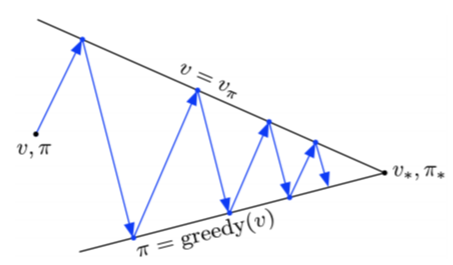 v = v_π
v, π
v_*, π_*
π = greedy(v)